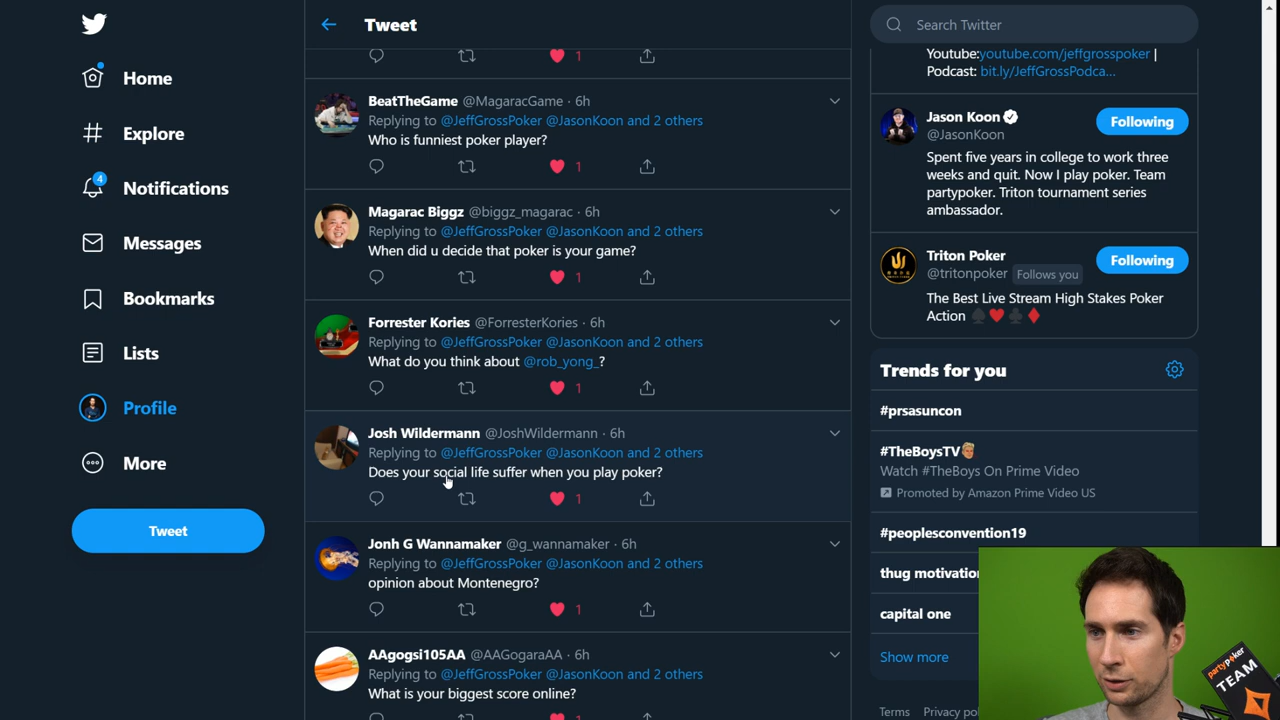 Home
Explore
4
Notifications
Messages
Bookmarks
Lists
Profile
More
Tweet
Tweet
1
BeatTheGame @MagaracGame · 6h
Replying to @JeffGrossPoker @JasonKoon and 2 others
Who is funniest poker player?
1
Magarac Biggz @biggz_magarac · 6h
Replying to @JeffGrossPoker @JasonKoon and 2 others
When did u decide that poker is your game?
1
Forrester Kories @ForresterKories · 6h
Replying to @JeffGrossPoker @JasonKoon and 2 others
What do you think about @rob_yong_?
1
Josh Wildermann @JoshWildermann · 6h
Replying to @JeffGrossPoker @JasonKoon and 2 others
Does your social life suffer when you play poker?
1
Jonh G Wannamaker @g_wannamaker · 6h
Replying to @JeffGrossPoker @JasonKoon and 2 others
opinion about Montenegro?
1
AAgogsi105AA @AAGogaraAA · 6h
Replying to @JeffGrossPoker @JasonKoon and 2 others
What is your biggest score online?
Search Twitter
Youtube:youtube.com/jeffgrosspoker |
Podcast: bit.ly/JeffGrossPodca...
Jason Koon
@JasonKoon
Following
Spent five years in college to work three
weeks and quit. Now I play poker. Team
partypoker. Triton tournament series
ambassador.
Triton Poker
@tritonpoker Follows you
Following
The Best Live Stream High Stakes Poker
Action ♠️♥️♣️♦️
Trends for you
#prsasuncon
#TheBoysTV
Watch #TheBoys On Prime Video
Promoted by Amazon Prime Video US
#peoplesconvention19
thug motivation
capital one
Show more
Terms Privacy po
partypoker
TEAM